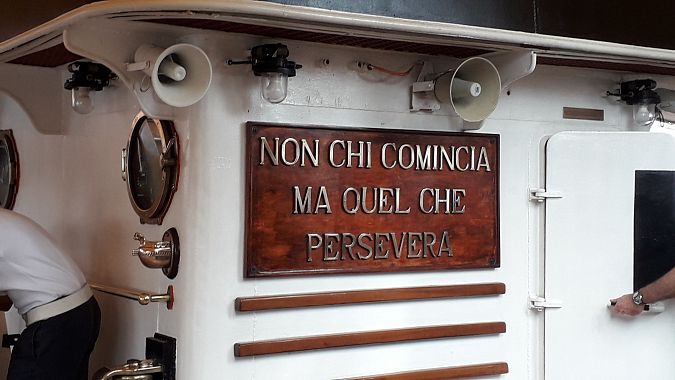 NON CHI COMINCIA
MA QUEL CHE
PERSEVERA